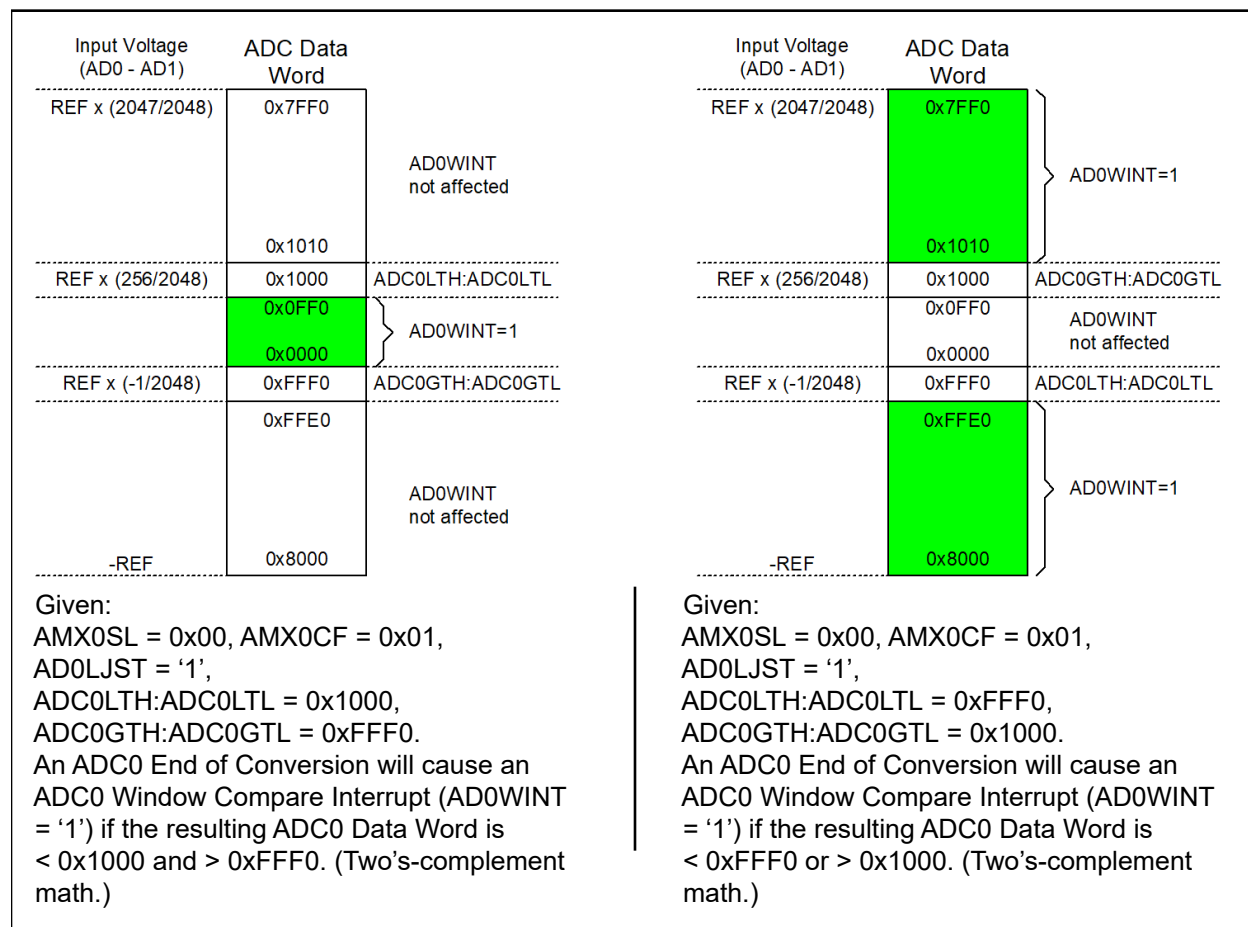 Input Voltage
(AD0 - AD1)
ADC Data
Word
REF x (2047/2048)
0x7FF0
AD0WINT
not affected
0x1010
REF x (256/2048)
0x1000
ADC0LTH:ADC0LTL
0x0FF0
AD0WINT=1
0x0000
REF x (-1/2048)
0xFFF0
ADC0GTH:ADC0GTL
0xFFE0
AD0WINT
not affected
-REF
0x8000
Given:
AMX0SL = 0x00, AMX0CF = 0x01,
AD0LJST = ‘1’,
ADC0LTH:ADC0LTL = 0x1000,
ADC0GTH:ADC0GTL = 0xFFF0.
An ADC0 End of Conversion will cause an
ADC0 Window Compare Interrupt (AD0WINT
= ‘1’) if the resulting ADC0 Data Word is
< 0x1000 and > 0xFFF0. (Two’s-complement
math.)
Input Voltage
(AD0 - AD1)
ADC Data
Word
REF x (2047/2048)
0x7FF0
AD0WINT=1
0x1010
REF x (256/2048)
0x1000
ADC0GTH:ADC0GTL
0x0FF0
AD0WINT
not affected
0x0000
REF x (-1/2048)
0xFFF0
ADC0LTH:ADC0LTL
0xFFE0
AD0WINT=1
-REF
0x8000
Given:
AMX0SL = 0x00, AMX0CF = 0x01,
AD0LJST = ‘1’,
ADC0LTH:ADC0LTL = 0xFFF0,
ADC0GTH:ADC0GTL = 0x1000.
An ADC0 End of Conversion will cause an
ADC0 Window Compare Interrupt (AD0WINT
= ‘1’) if the resulting ADC0 Data Word is
< 0xFFF0 or > 0x1000. (Two’s-complement
math.)